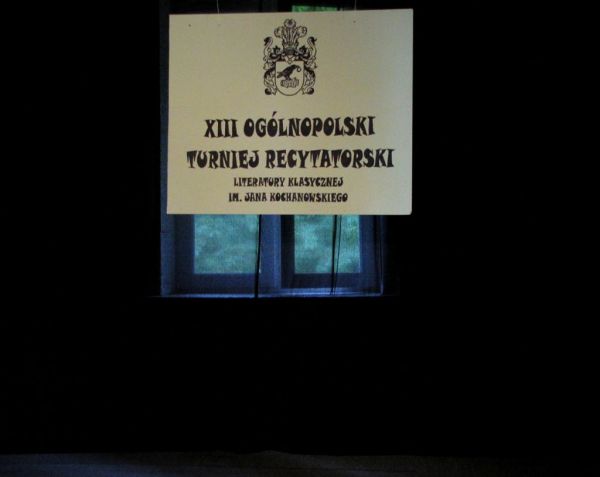 XIII OGÓLNOPOLSKI
TURNIEJ RECYTATORSKI
LITERATURY KLASYCZNEJ
IM. JANA KOCHANOWSKIEGO